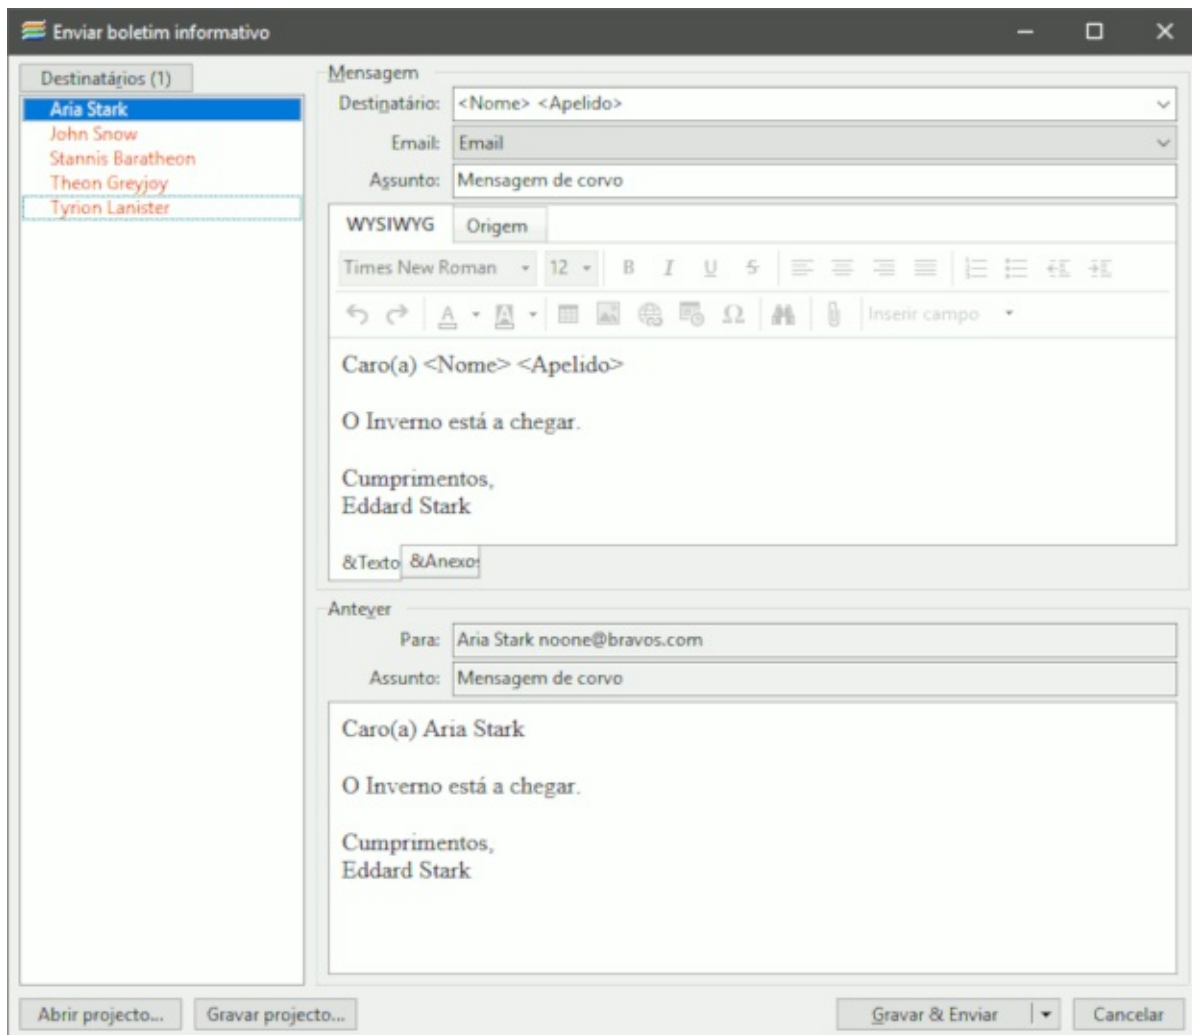 Enviar boletim informativo
Destinatários (1)
Aria Stark
John Snow
Stannis Baratheon
Theon Greyjoy
Tyrion Lanister
Mensagem
Destinatário: <Nome> <Apelido>
Email: Email
Assunto: Mensagem de corvo
WYSIWYG Origem
Times New Roman 12 B I U S
A A Ω Inserir campo
Caro(a) <Nome> <Apelido>
O Inverno está a chegar.
Cumprimentos,
Eddard Stark
&Texto &Anexos
Antever
Para: Aria Stark noone@bravos.com
Assunto: Mensagem de corvo
Caro(a) Aria Stark
O Inverno está a chegar.
Cumprimentos,
Eddard Stark
Abrir projecto... Gravar projecto... Gravar & Enviar Cancelar